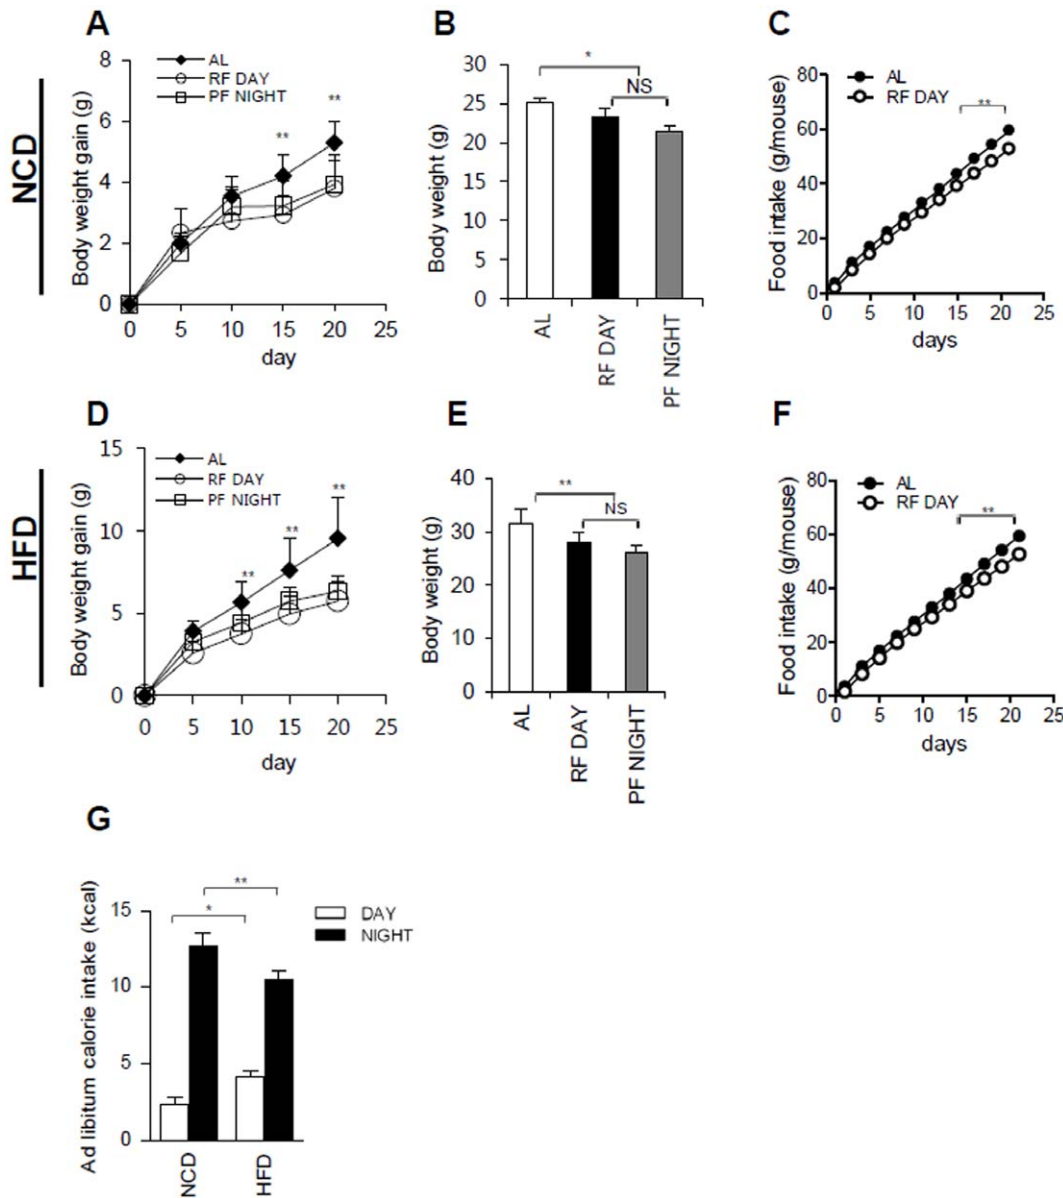 A
NCD
Body weight gain (g)
8
6
4
2
0
AL
RF DAY
PF NIGHT
**
**
0 5 10 15 20 25
day
B
Body weight (g)
30
25
20
15
10
5
0
*
NS
AL
RF DAY
PF NIGHT
C
Food intake (g/mouse)
80
60
40
20
0
AL
RF DAY
**
0 5 10 15 20 25
days
D
HFD
Body weight gain (g)
15
10
5
0
AL
RF DAY
PF NIGHT
**
**
**
0 5 10 15 20 25
day
E
Body weight (g)
40
30
20
10
0
**
NS
AL
RF DAY
PF NIGHT
F
Food intake (g/mouse)
80
60
40
20
0
AL
RF DAY
**
0 5 10 15 20 25
days
G
Ad libitum calorie intake (kcal)
15
10
5
0
**
*
DAY
NIGHT
NCD
HFD